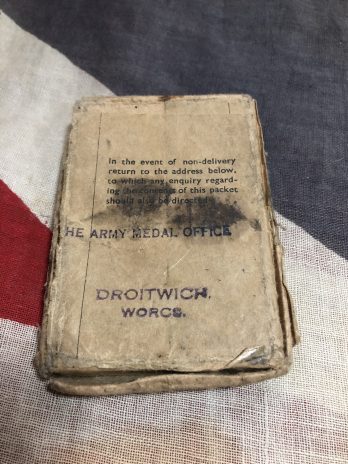 In the event of non-delivery
return to the address below,
to which any enquiry regard-
ing the contents of this packet
should also be directed
HE ARMY MEDAL OFFICE
DROITWICH,
WORCS.